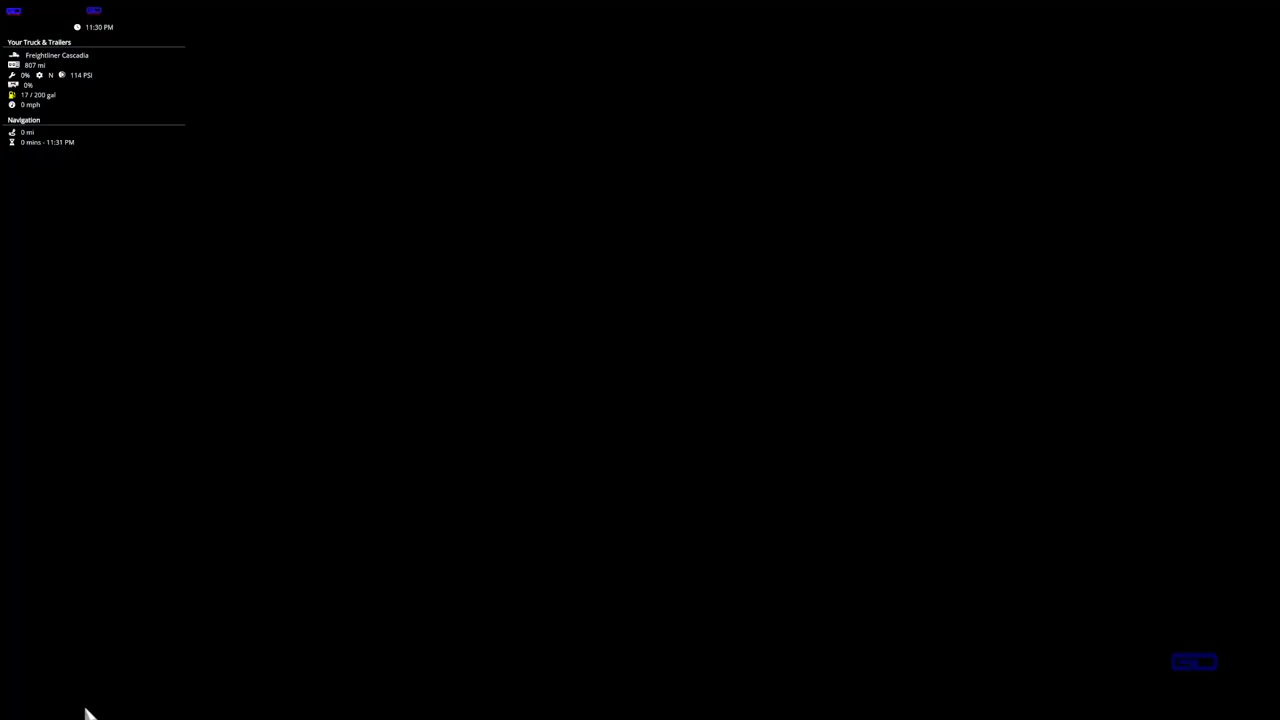 11:30 PM
Your Truck & Trailers
Freightliner Cascadia
807 mi
0% N 114 PSI
0%
17 / 200 gal
0 mph
Navigation
0 mi
0 mins - 11:31 PM